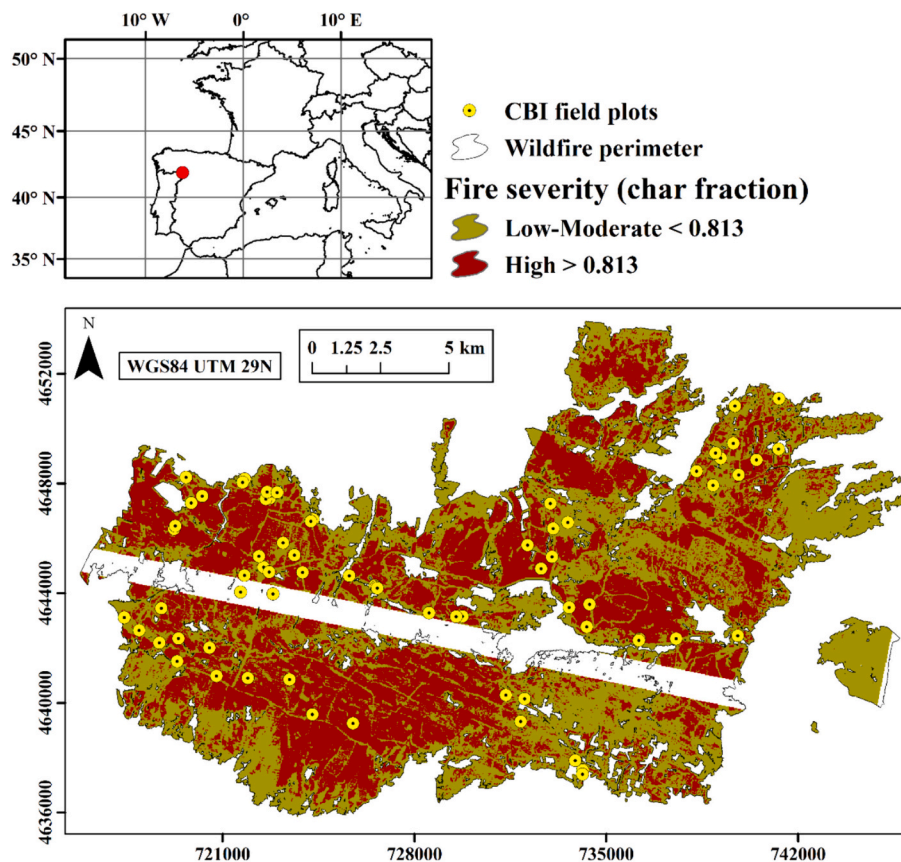 10° W 0° 10° E
50° N
45° N
40° N
35° N
CBI field plots
Wildfire perimeter
Fire severity (char fraction)
Low-Moderate < 0.813
High > 0.813
N
WGS84 UTM 29N
0 1.25 2.5 5 km
4652000
4648000
4644000
4640000
4636000
721000 728000 735000 742000